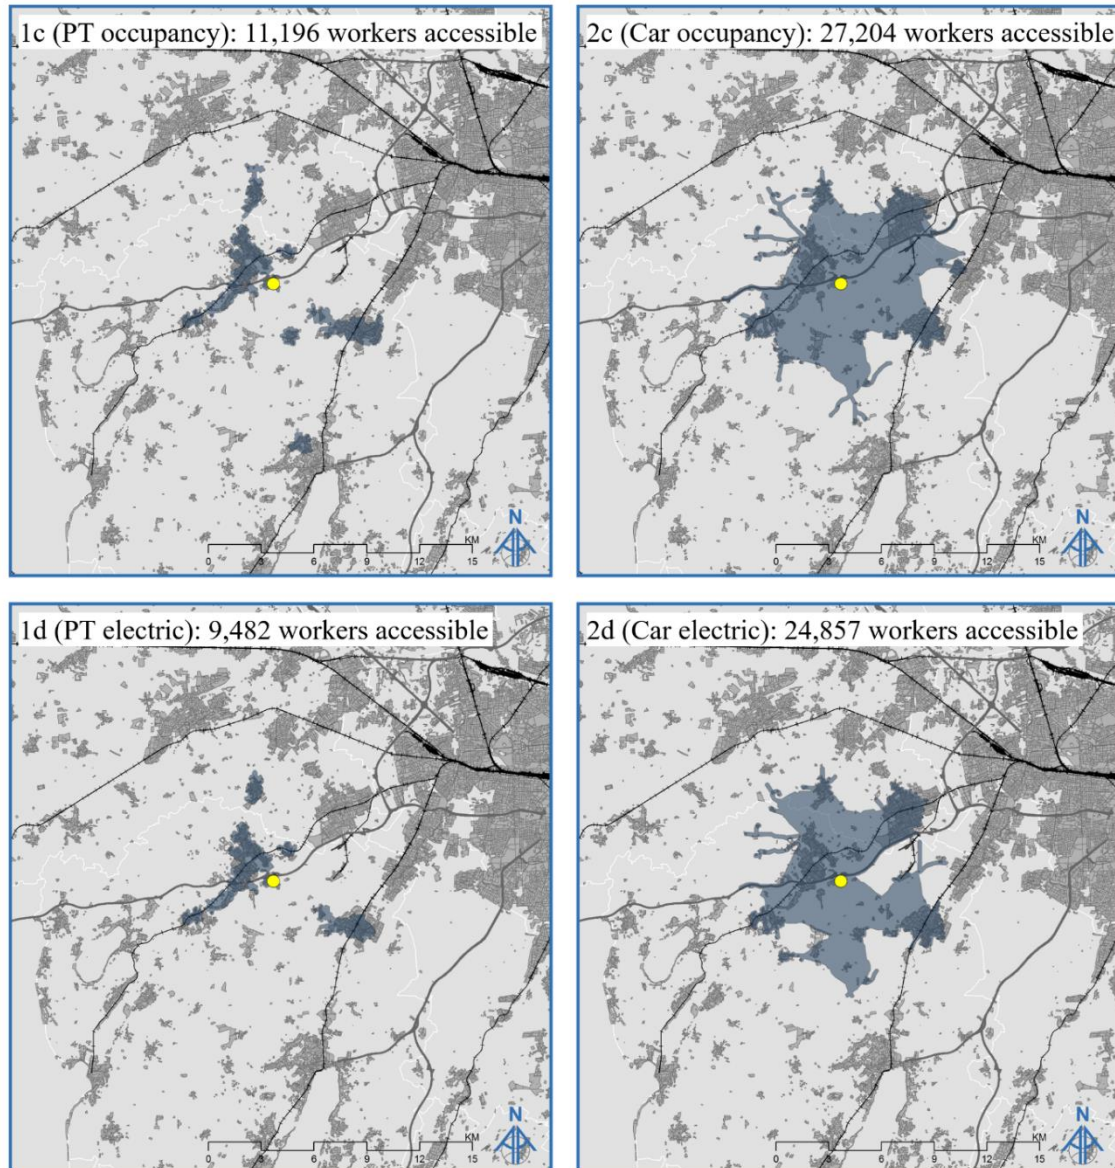 1c (PT occupancy): 11,196 workers accessible
N
KM
0 3 6 9 12 15
2c (Car occupancy): 27,204 workers accessible
N
KM
0 3 6 9 12 15
1d (PT electric): 9,482 workers accessible
N
KM
0 3 6 9 12 15
2d (Car electric): 24,857 workers accessible
N
KM
0 3 6 9 12 15